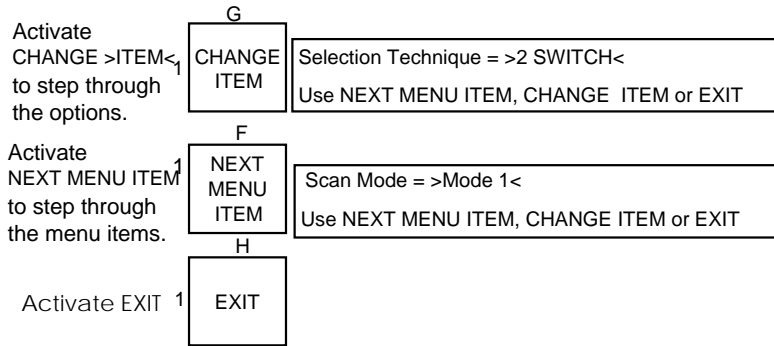 G
Activate
CHANGE >ITEM<
to step through
the options.
1
CHANGE
ITEM
Selection Technique = >2 SWITCH<
Use NEXT MENU ITEM, CHANGE ITEM or EXIT
F
Activate
NEXT MENU ITEM
to step through
the menu items.
1
NEXT
MENU
ITEM
Scan Mode = >Mode 1<
Use NEXT MENU ITEM, CHANGE ITEM or EXIT
H
Activate EXIT
1
EXIT